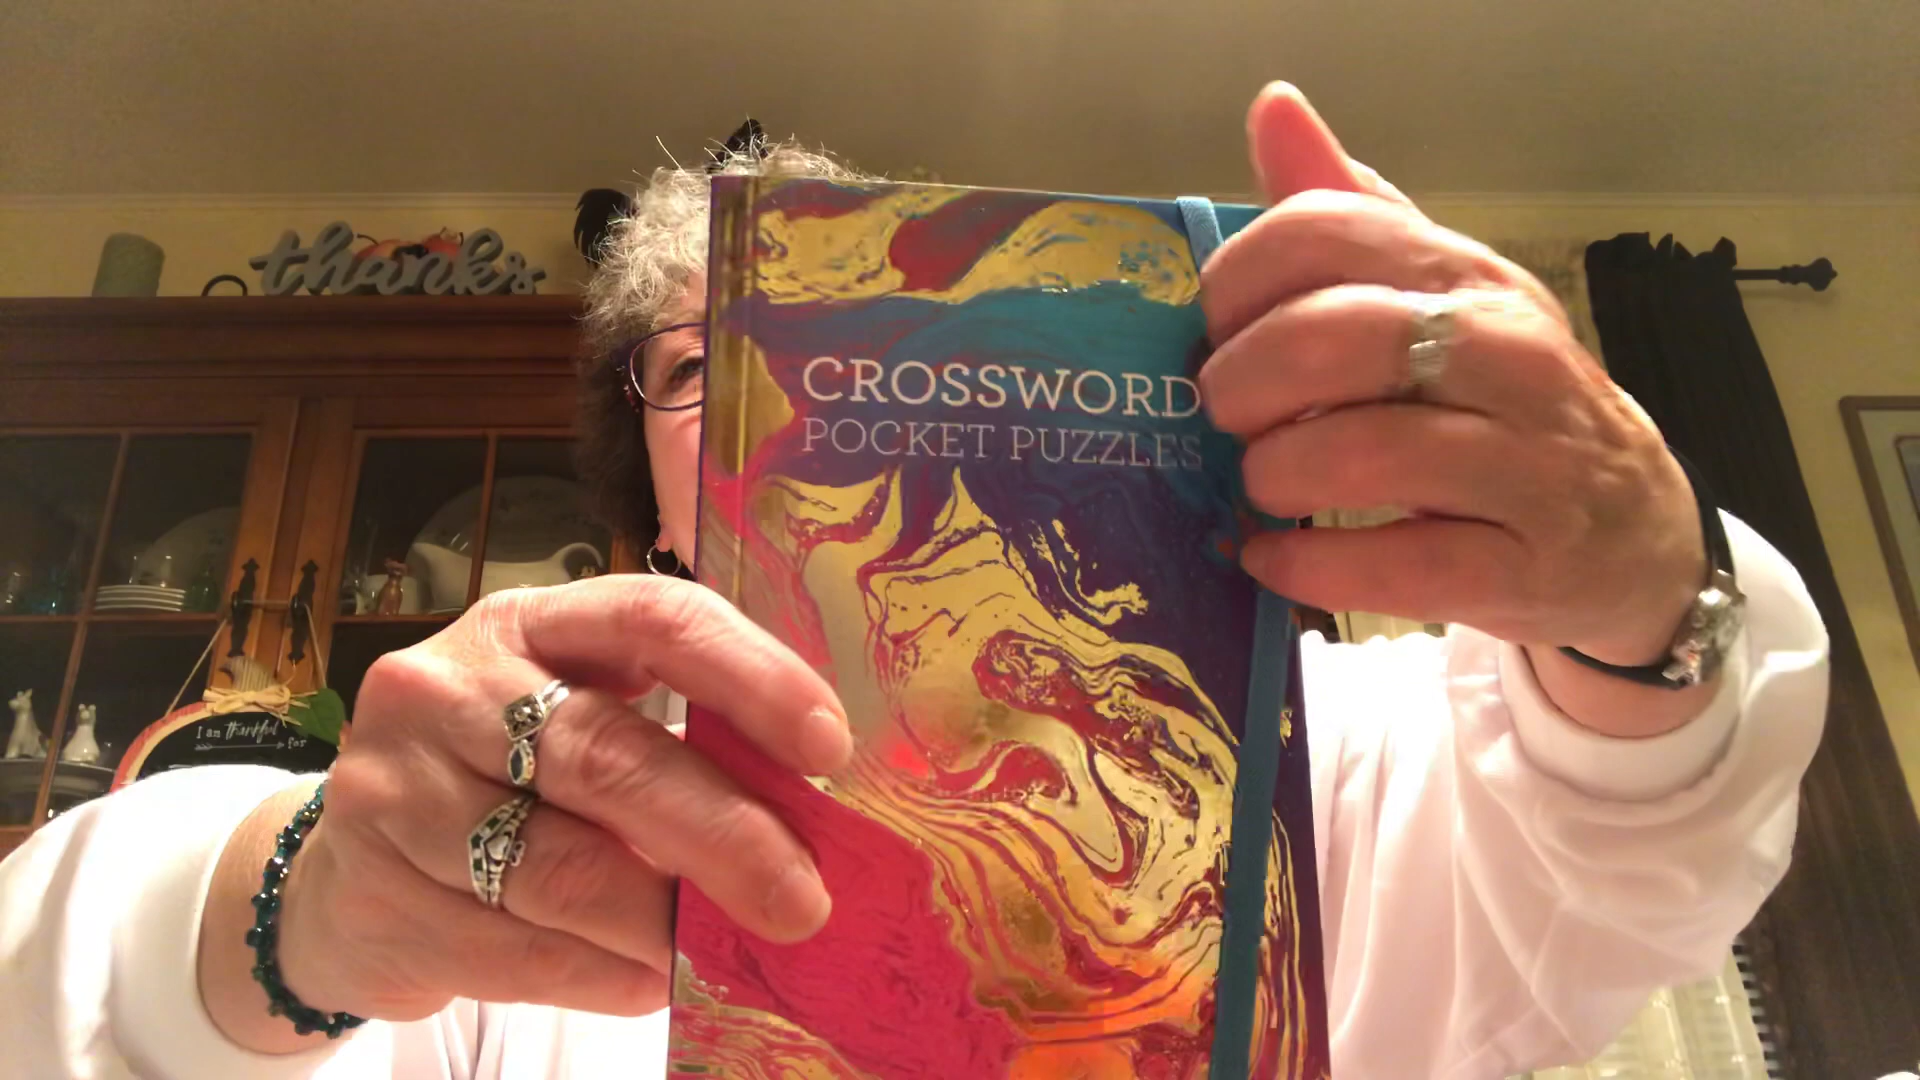 thanks
CROSSWORD
POCKET PUZZLES
I am thankful
for